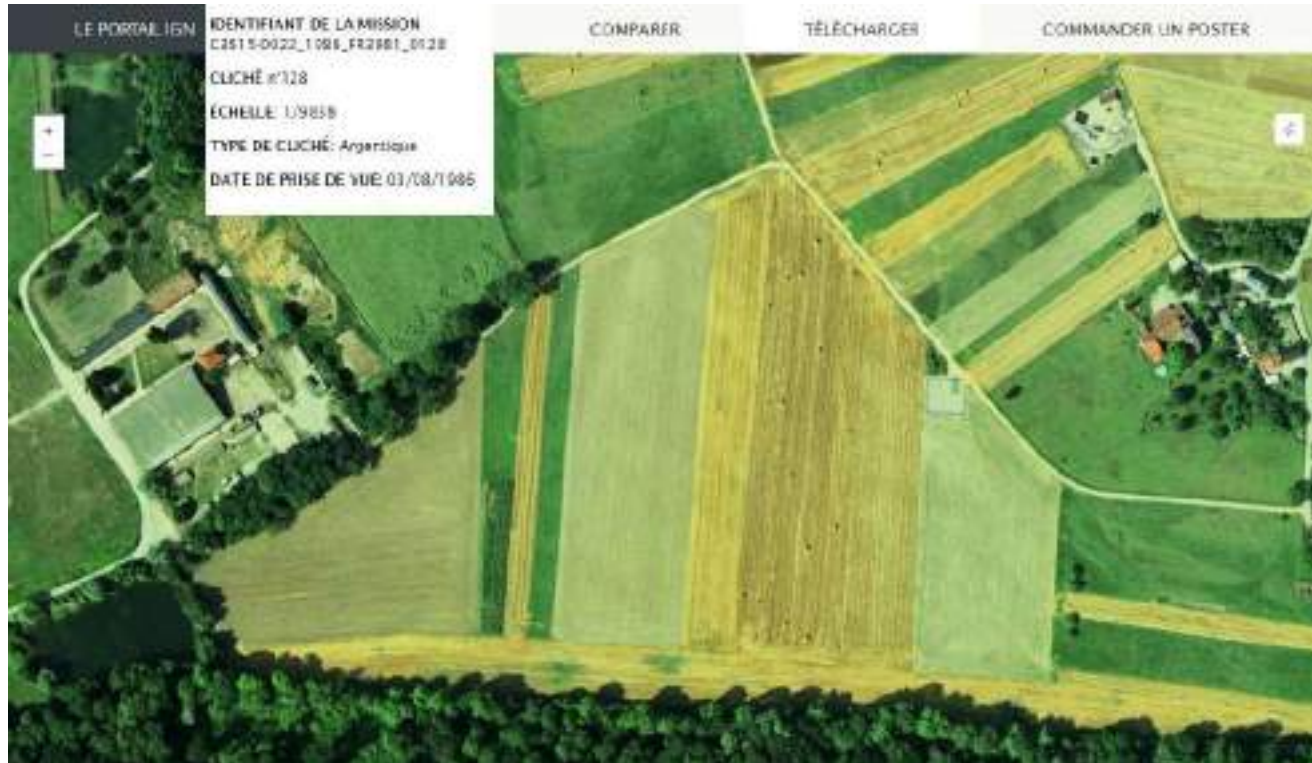 LE PORTAIL IGN
IDENTIFIANT DE LA MISSION
CLICHÉ n°128
ÉCHELLE:
TYPE DE CLICHÉ: Argentique
DATE DE PRISE DE VUE: 03/08/1986
COMPARER
TÉLÉCHARGER
COMMANDER UN POSTER
+
−